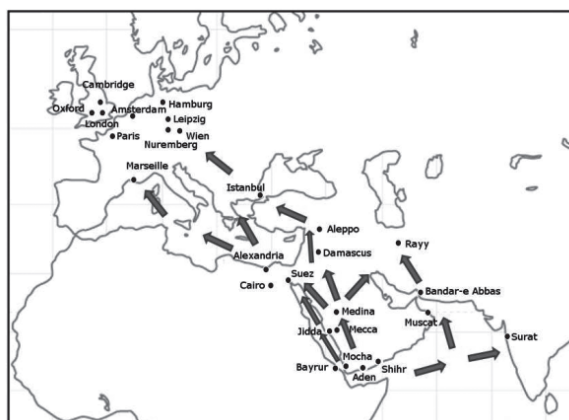 Cambridge
Hamburg
Oxford
Amsterdam
London
Leipzig
Paris
Wien
Nuremberg
Marseille
Istanbul
Aleppo
Rayy
Damascus
Alexandria
Suez
Cairo
Bandar-e Abbas
Medina
Muscat
Jidda
Mecca
Surat
Mocha
Shihr
Bayrur
Aden